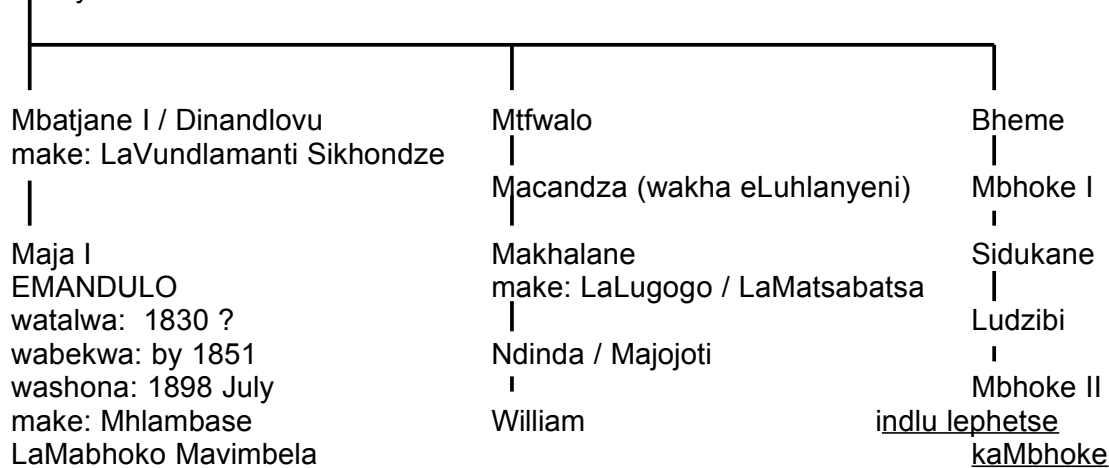 Mbatjane I / Dinandlovu
make: LaVundlamanti Sikhondze
Maja I
EMANDULO
watalwa: 1830 ?
wabekwa: by 1851
washona: 1898 July
make: Mhlambase
LaMabhoko Mavimbela
Mtfwalo
Macandza (wakha eLuhlanyeni)
Makhalane
make: LaLugogo / LaMatsabatsa
Ndinda / Majojoti
William
Bheme
Mbhoke I
Sidukane
Ludzibi
Mbhoke II
indlu lephetse
kaMbhoke